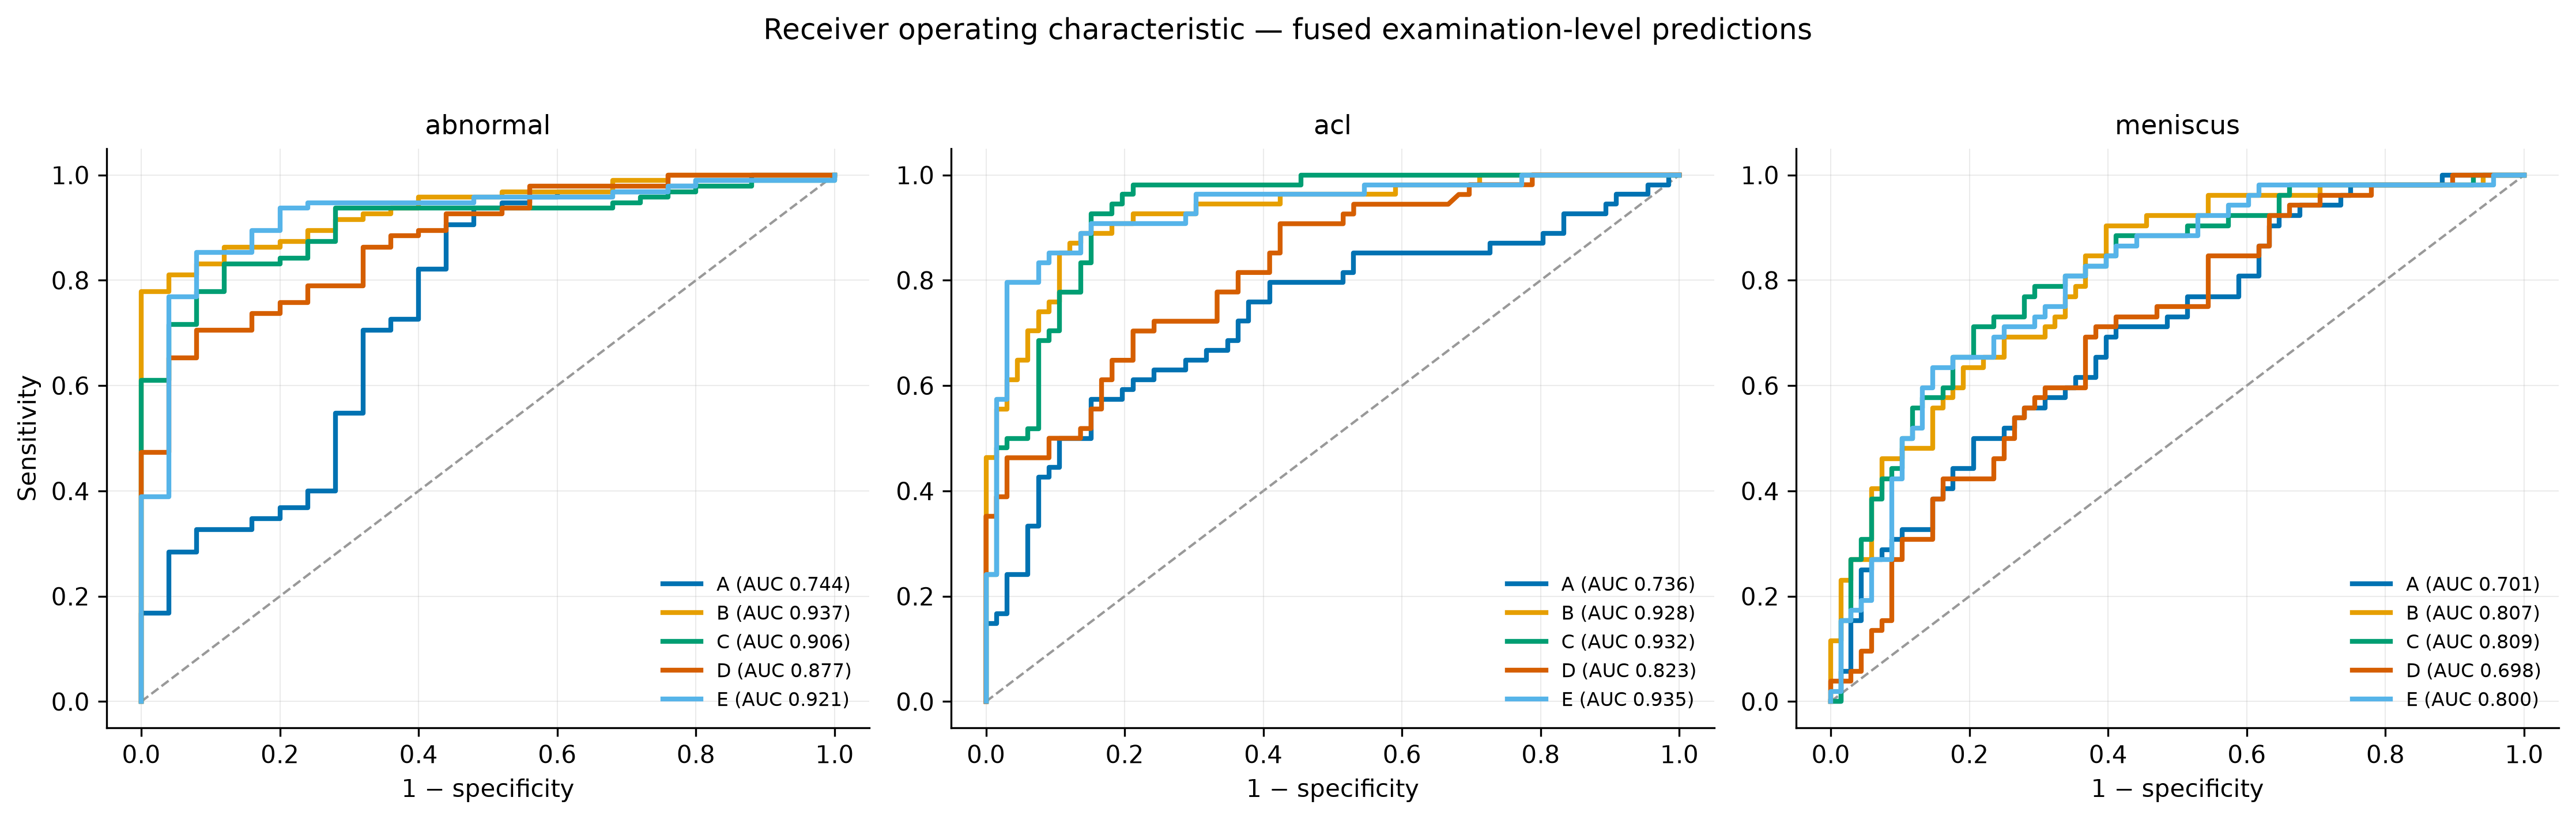 Receiver operating characteristic — fused examination-level predictions
abnormal
Sensitivity
1.0
0.8
0.6
0.4
0.2
0.0
A (AUC 0.744)
B (AUC 0.937)
C (AUC 0.906)
D (AUC 0.877)
E (AUC 0.921)
0.0 0.2 0.4 0.6 0.8 1.0
1 − specificity
acl
1.0
0.8
0.6
0.4
0.2
0.0
A (AUC 0.736)
B (AUC 0.928)
C (AUC 0.932)
D (AUC 0.823)
E (AUC 0.935)
0.0 0.2 0.4 0.6 0.8 1.0
1 − specificity
meniscus
1.0
0.8
0.6
0.4
0.2
0.0
A (AUC 0.701)
B (AUC 0.807)
C (AUC 0.809)
D (AUC 0.698)
E (AUC 0.800)
0.0 0.2 0.4 0.6 0.8 1.0
1 − specificity